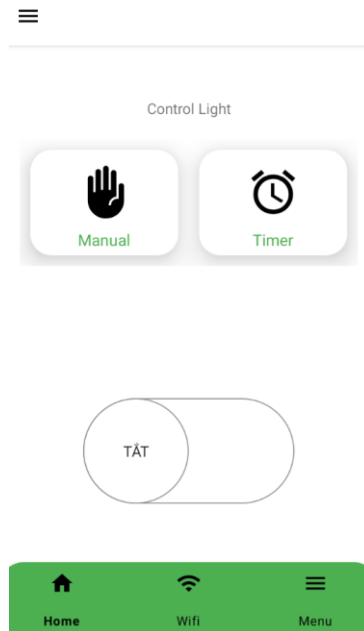 Control Light
Manual
Timer
TẮT
Home
Wifi
Menu